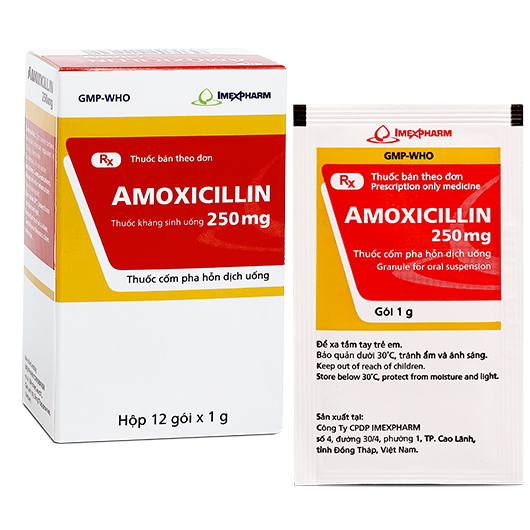 AMOXICILLIN
250mg
GMP-WHO
IMEXPHARM
Rx
Thuốc bán theo đơn
AMOXICILLIN
Thuốc kháng sinh uống 250mg
Thuốc cốm pha hỗn dịch uống
Hộp 12 gói x 1 g
IMEXPHARM
GMP-WHO
Rx
Thuốc bán theo đơn
Prescription only medicine
AMOXICILLIN
250mg
Thuốc cốm pha hỗn dịch uống
Granule for oral suspension
Gói 1 g
Để xa tầm tay trẻ em.
Bảo quản dưới 30°C, tránh ẩm và ánh sáng.
Keep out of reach of children.
Store below 30°C, protect from moisture and light.
Sản xuất tại:
Công Ty CPDP IMEXPHARM
số 4, đường 30/4, phường 1, TP. Cao Lãnh,
tỉnh Đồng Tháp, Việt Nam.